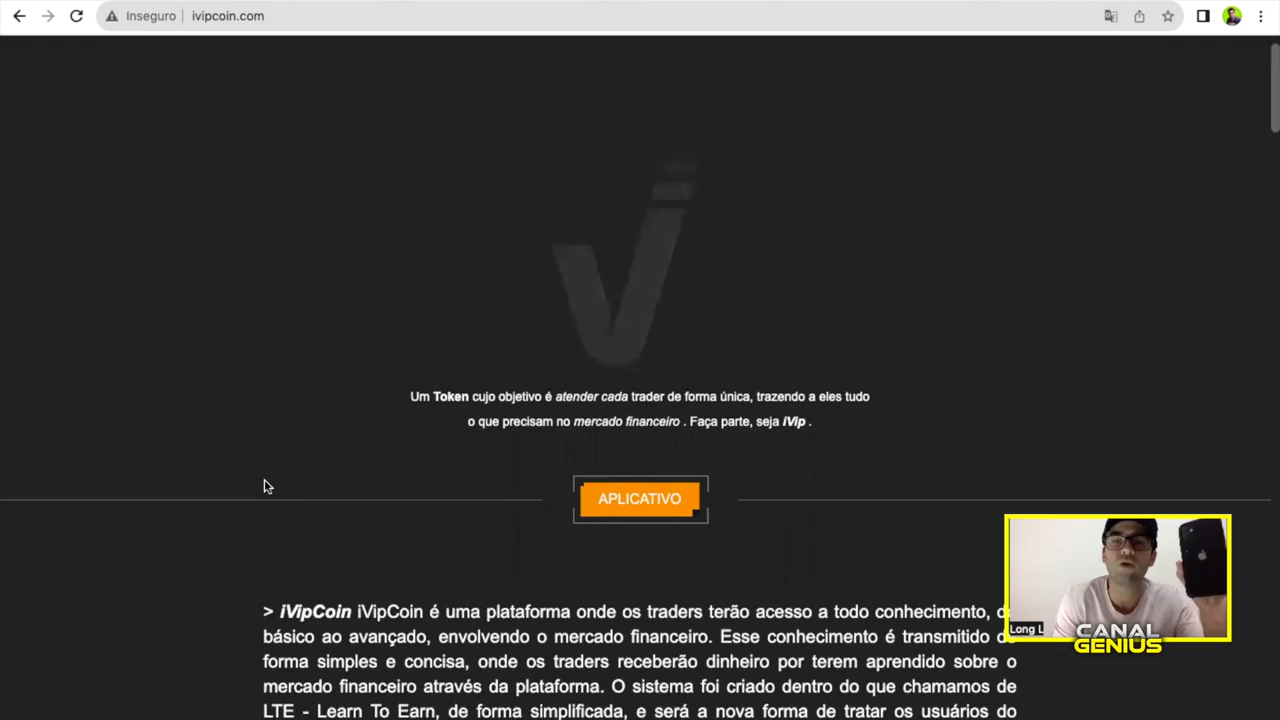 Inseguro ivipcoin.com
Um Token cujo objetivo é atender cada trader de forma única, trazendo a eles tudo
o que precisam no mercado financeiro . Faça parte, seja iVip .
APLICATIVO
> iVipCoin iVipCoin é uma plataforma onde os traders terão acesso a todo conhecimento,
básico ao avançado, envolvendo o mercado financeiro. Esse conhecimento é transmitido
forma simples e concisa, onde os traders receberão dinheiro por terem aprendido sobre o
mercado financeiro através da plataforma. O sistema foi criado dentro do que chamamos de
LTE - Learn To Earn, de forma simplificada, e será a nova forma de tratar os usuários do
Long L
CANAL
GENIUS